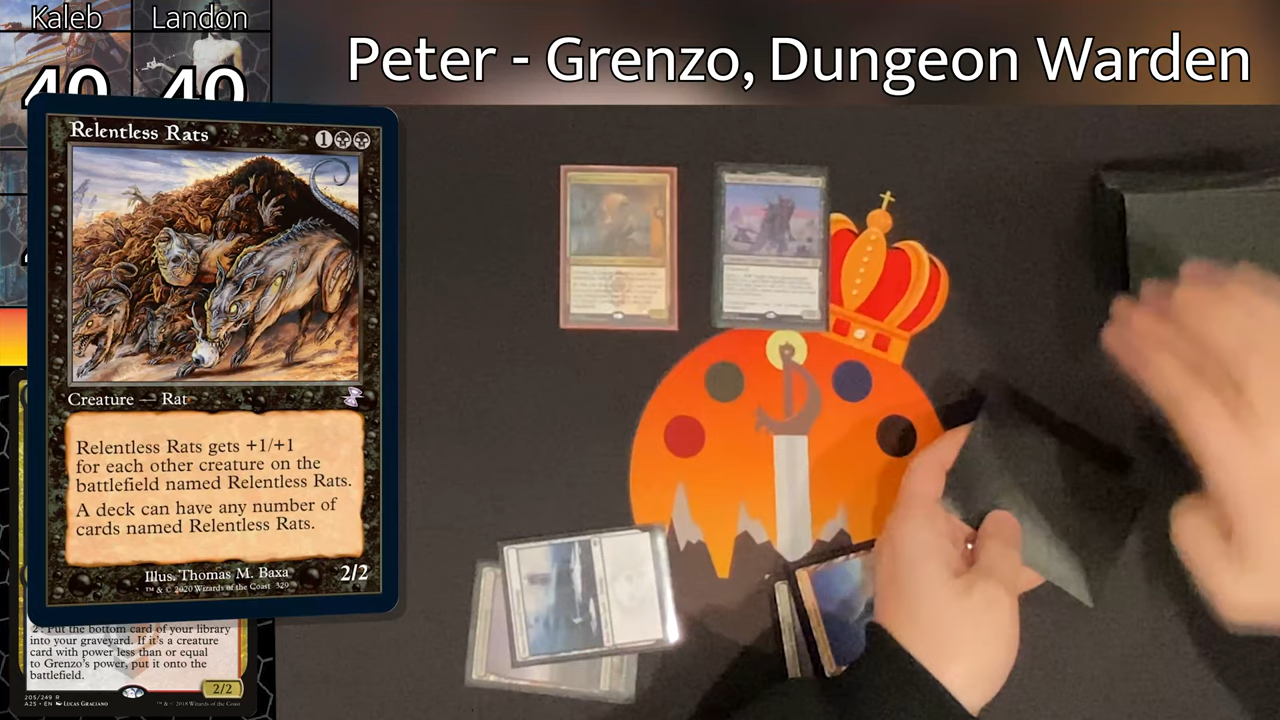 Kaleb
Landon
40
40
Peter - Grenzo, Dungeon Warden
Relentless Rats
1
Creature — Rat
Relentless Rats gets +1/+1
for each other creature on the
battlefield named Relentless Rats.
A deck can have any number of
cards named Relentless Rats.
Illus. Thomas M. Baxa
™ & © 2020 Wizards of the Coast 320
2/2
2 : Put the bottom card of your library
into your graveyard. If it's a creature
card with power less than or equal
to Grenzo's power, put it onto the
battlefield.
2/2
205/249 R
A25 • EN Lucas Graciano
™ & © 2018 Wizards of the Coast